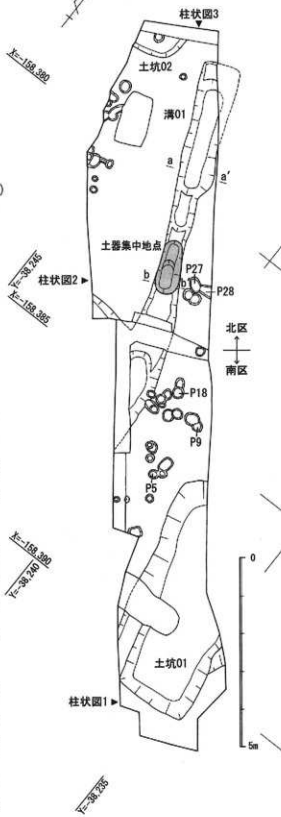 柱状図3
X=-158,380
土坑02
溝01
a
a'
土器集中地点
Y=-38,245
柱状図2
X=-158,385
b
b
P27
P28
北区
南区
P18
P9
P5
X=-158,390
Y=-38,240
0
土坑01
柱状図1
5m
Y=-38,235